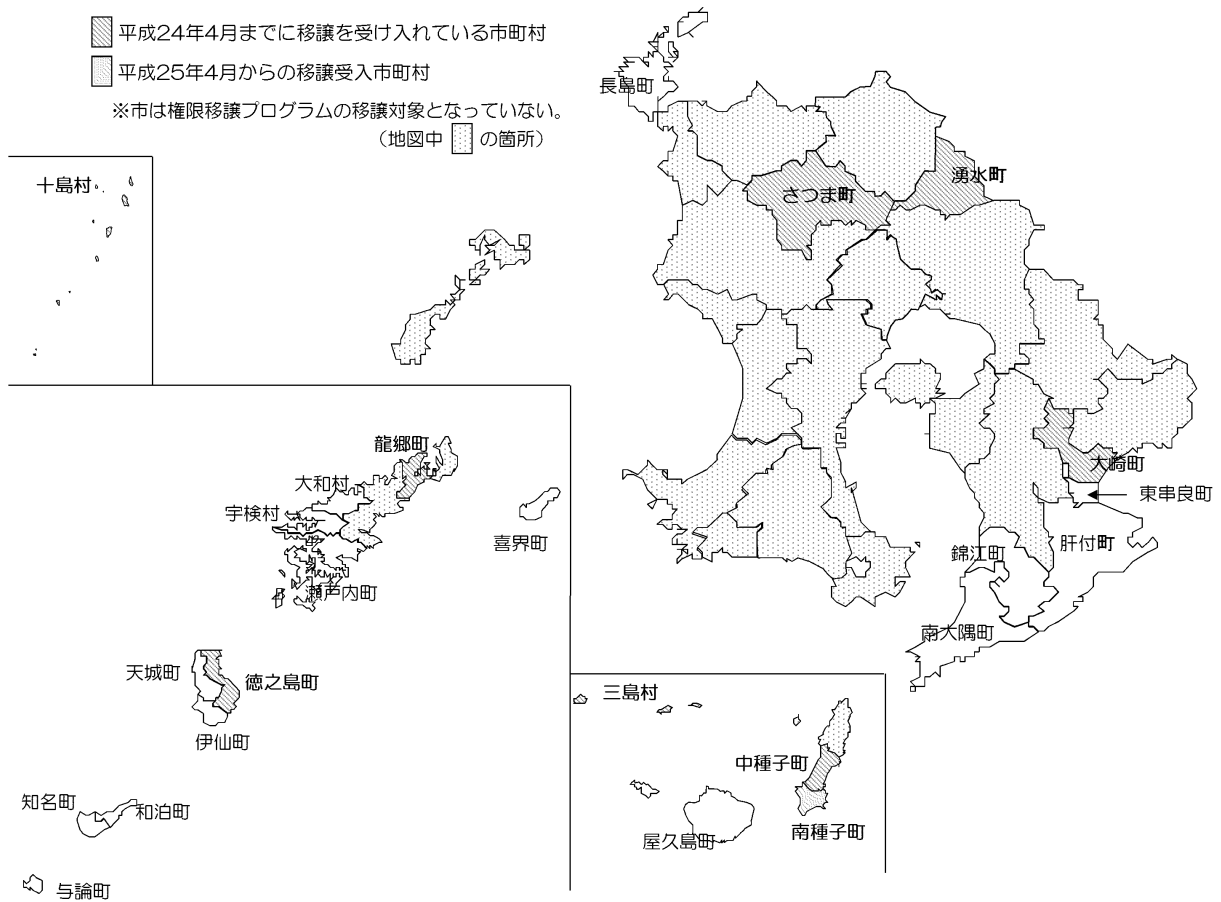 平成24年4月までに移譲を受け入れている市町村
平成25年4月からの移譲受入市町村
※市は権限移譲プログラムの移譲対象となっていない。
（地図中 の箇所）
長島町
十島村
湧水町
さつま町
龍郷町
大和村
宇検村
喜界町
瀬戸内町
大崎町
東串良町
肝付町
錦江町
南大隅町
天城町
徳之島町
伊仙町
三島村
中種子町
南種子町
屋久島町
知名町
和泊町
与論町